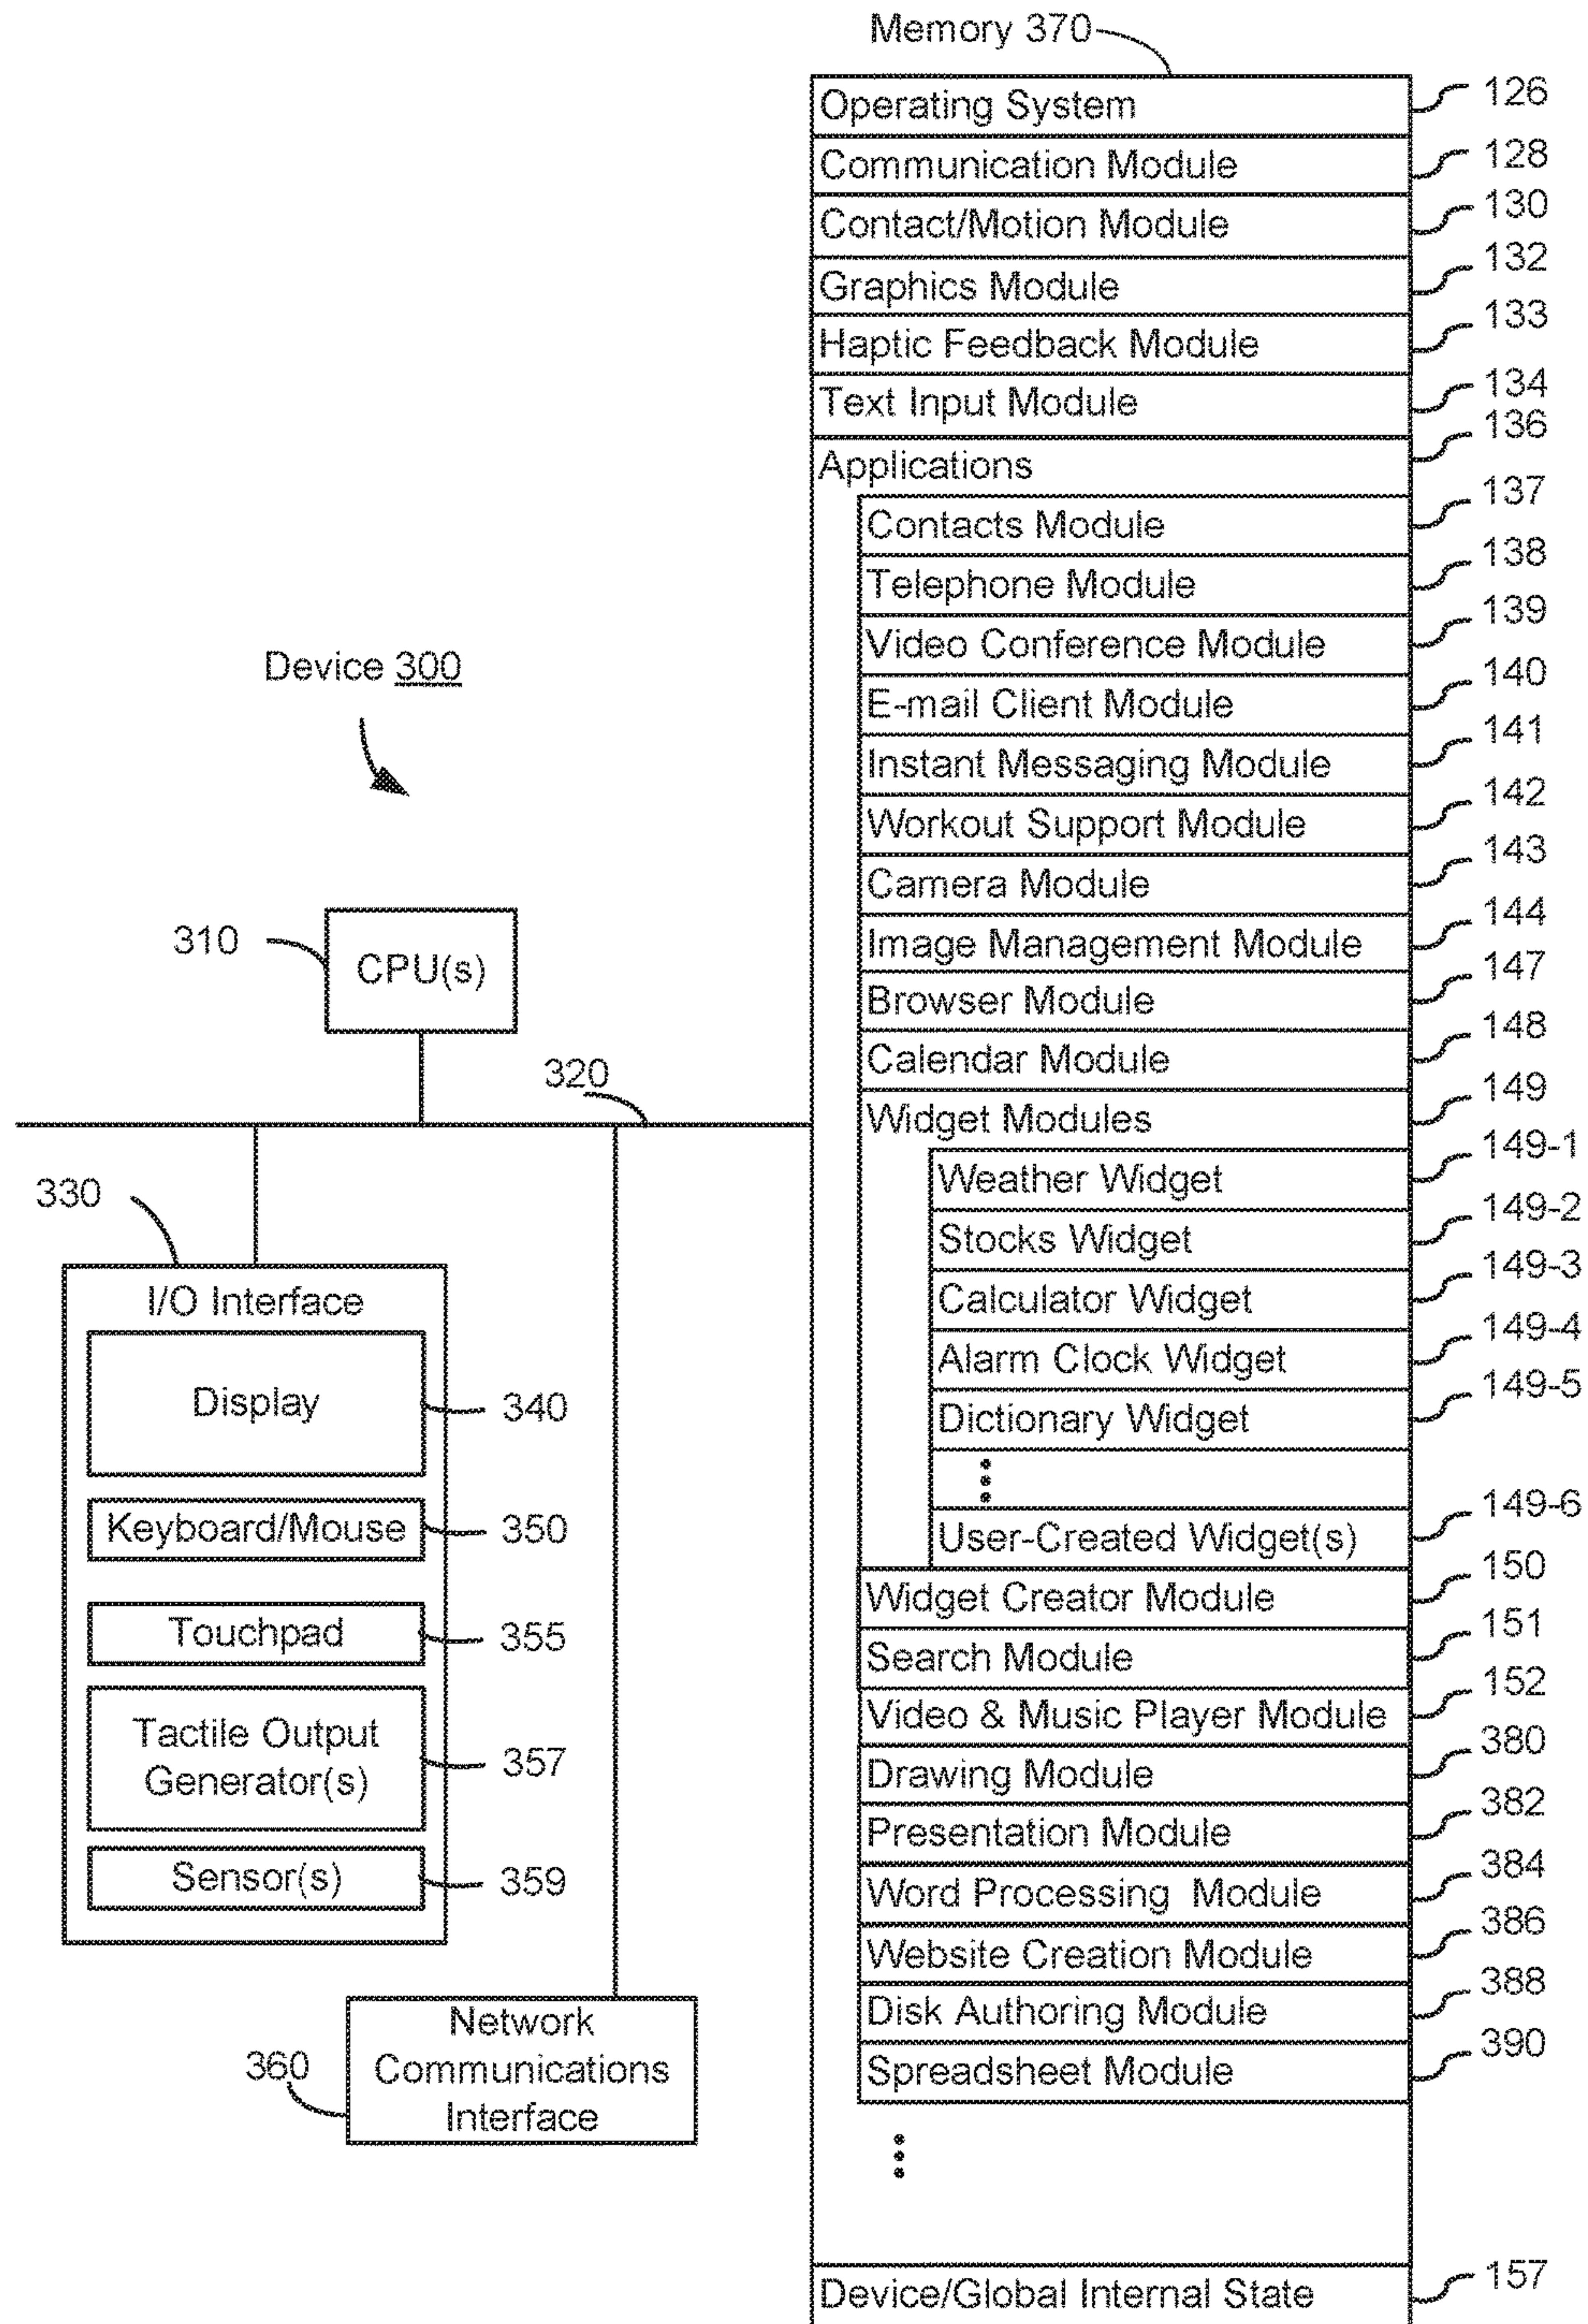 Memory 370
Operating System 126
Communication Module 128
Contact/Motion Module 130
Graphics Module 132
Haptic Feedback Module 133
Text Input Module 134
Applications 136
Contacts Module 137
Telephone Module 138
Video Conference Module 139
E-mail Client Module 140
Instant Messaging Module 141
Workout Support Module 142
Camera Module 143
Image Management Module 144
Browser Module 147
Calendar Module 148
Widget Modules 149
Weather Widget 149-1
Stocks Widget 149-2
Calculator Widget 149-3
Alarm Clock Widget 149-4
Dictionary Widget 149-5
User-Created Widget(s) 149-6
Widget Creator Module 150
Search Module 151
Video & Music Player Module 152
Drawing Module 380
Presentation Module 382
Word Processing Module 384
Website Creation Module 386
Disk Authoring Module 388
Spreadsheet Module 390
Device/Global Internal State 157
Device 300
310
CPU(s)
320
330
I/O Interface
Display 340
Keyboard/Mouse 350
Touchpad 355
Tactile Output
Generator(s) 357
Sensor(s) 359
360
Network
Communications
Interface